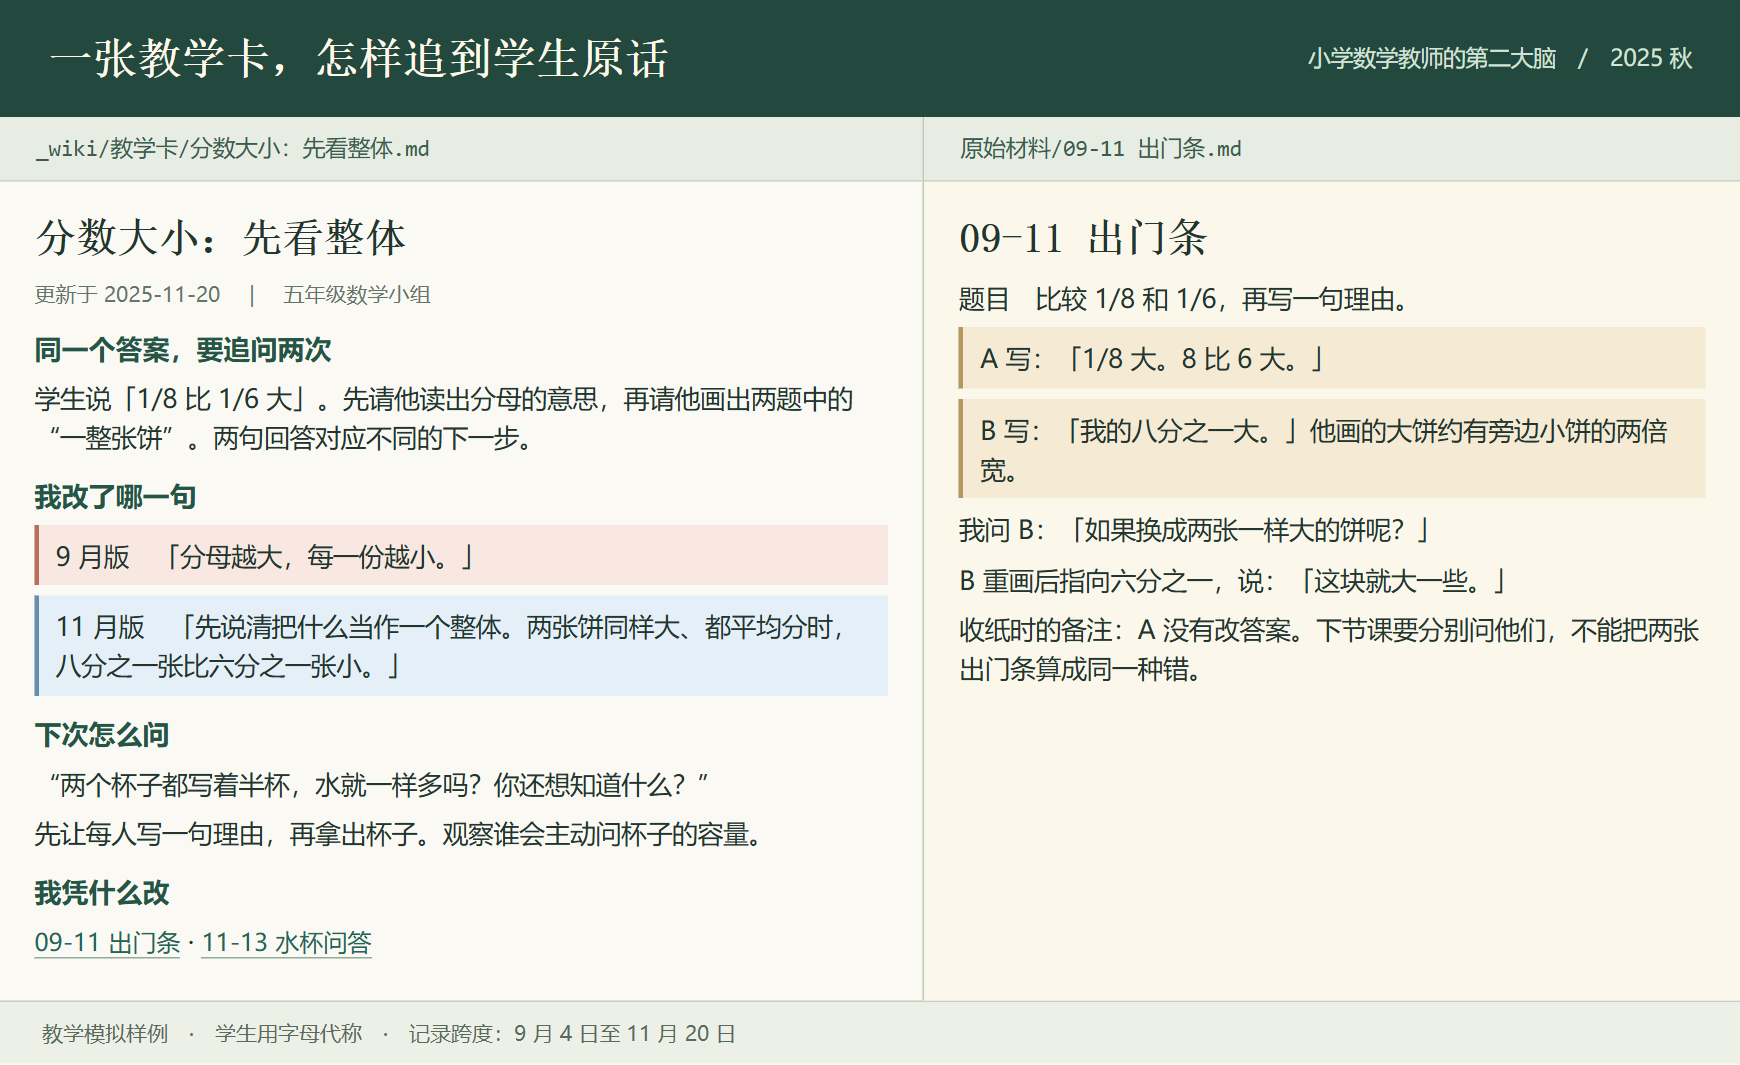 一张教学卡，怎样追到学生原话
小学数学教师的第二大脑 / 2025 秋
_wiki/教学卡/分数大小：先看整体.md
分数大小：先看整体
更新于 2025-11-20 | 五年级数学小组
同一个答案，要追问两次
学生说「1/8 比 1/6 大」。先请他读出分母的意思，再请他画出两题中的
“一整张饼”。两句回答对应不同的下一步。
我改了哪一句
9 月版 「分母越大，每一份越小。」
11 月版 「先说清把什么当作一个整体。两张饼同样大、都平均分时，
八分之一张比六分之一张小。」
下次怎么问
“两个杯子都写着半杯，水就一样多吗？你还想知道什么？”
先让每人写一句理由，再拿出杯子。观察谁会主动问杯子的容量。
我凭什么改
09-11 出门条 · 11-13 水杯问答
原始材料/09-11 出门条.md
09-11 出门条
题目 比较 1/8 和 1/6，再写一句理由。
A 写：「1/8 大。8 比 6 大。」
B 写：「我的八分之一大。」他画的大饼约有旁边小饼的两倍
宽。
我问 B：「如果换成两张一样大的饼呢？」
B 重画后指向六分之一，说：「这块就大一些。」
收纸时的备注：A 没有改答案。下节课要分别问他们，不能把两张
出门条算成同一种错。
教学模拟样例 · 学生用字母代称 · 记录跨度：9 月 4 日至 11 月 20 日